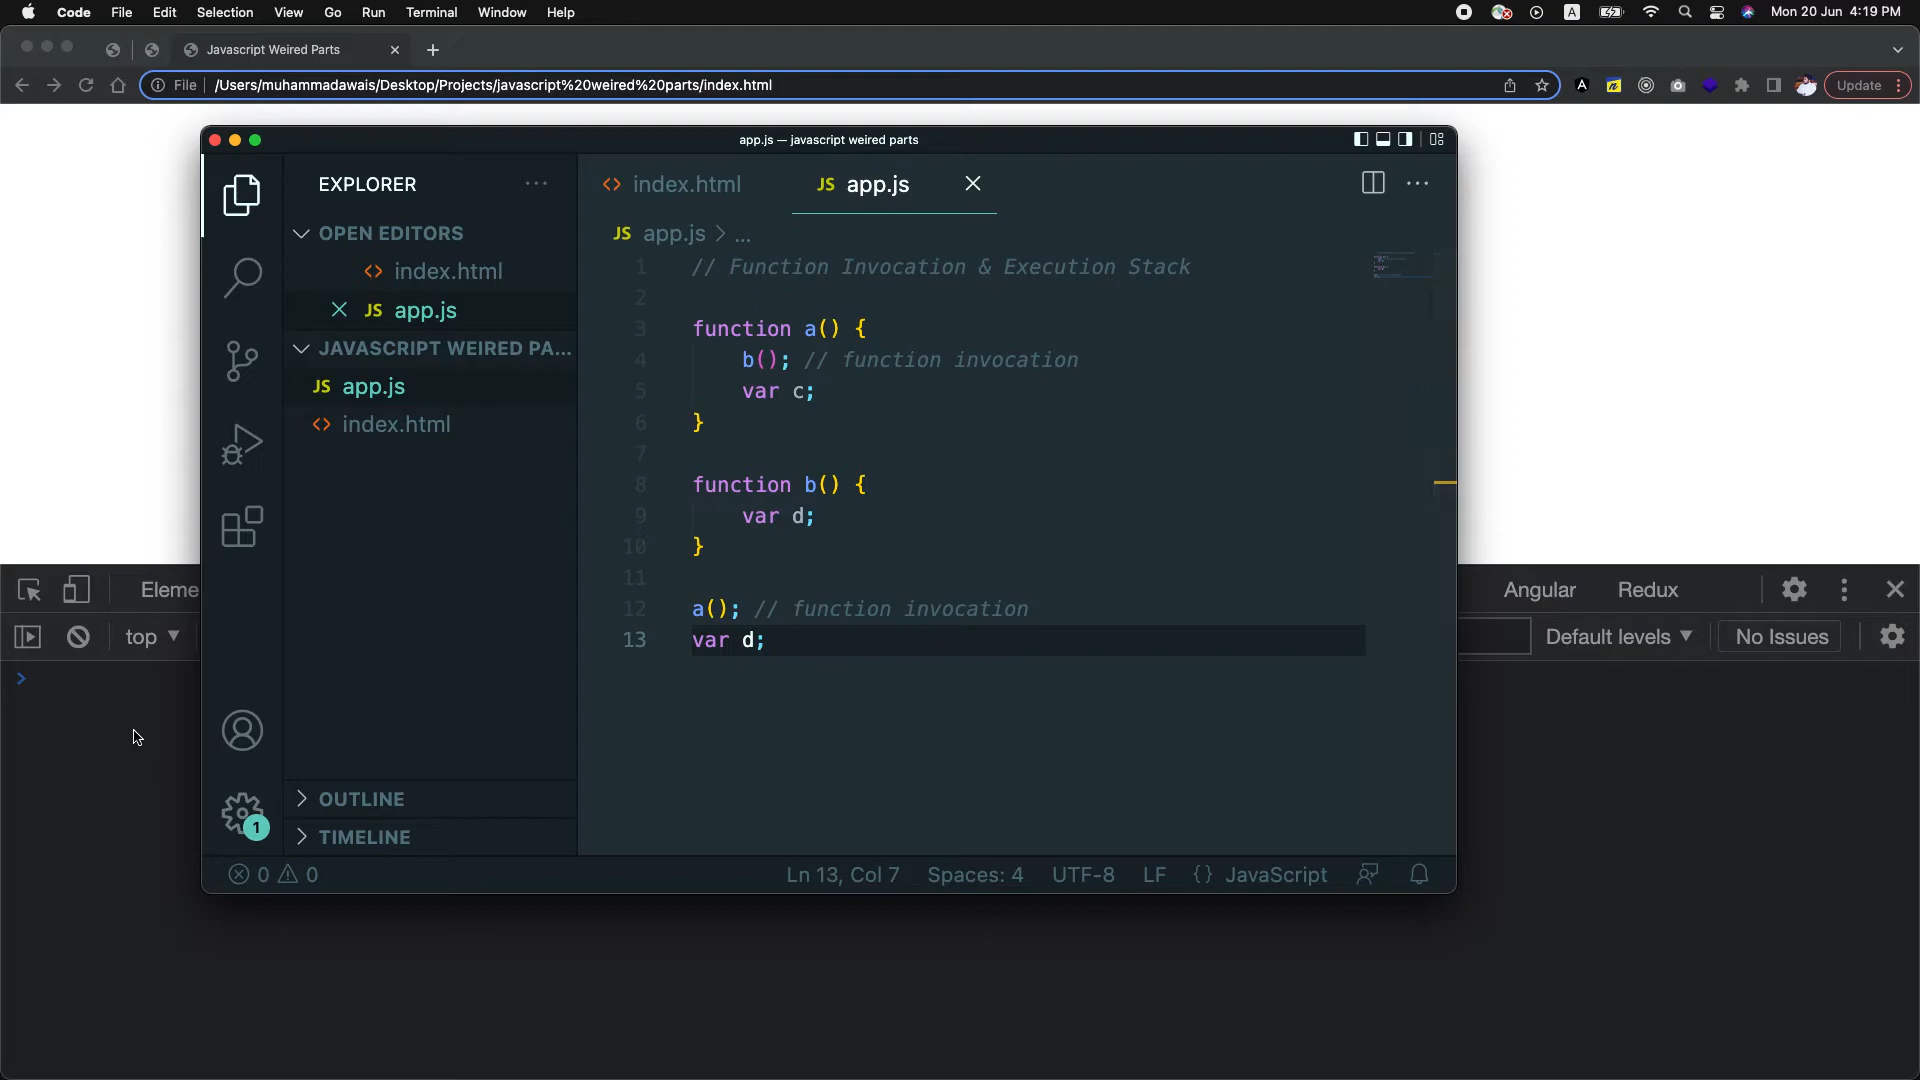 Code File Edit Selection View Go Run Terminal Window Help A Mon 20 Jun 4:19 PM
Javascript Weired Parts
File /Users/muhammadawais/Desktop/Projects/javascript%20weired%20parts/index.html A n Update
app.js — javascript weired parts
EXPLORER
OPEN EDITORS
<> index.html
JS app.js
JAVASCRIPT WEIRED PA...
JS app.js
<> index.html
OUTLINE
TIMELINE
<> index.html JS app.js
JS app.js > ...
1 // Function Invocation & Execution Stack
2
3 function a() {
4 b(); // function invocation
5 var c;
6 }
7
8 function b() {
9 var d;
10 }
11
12 a(); // function invocation
13 var d;
1
0 0 Ln 13, Col 7 Spaces: 4 UTF-8 LF {} JavaScript
Eleme Angular Redux
top Default levels No Issues
>